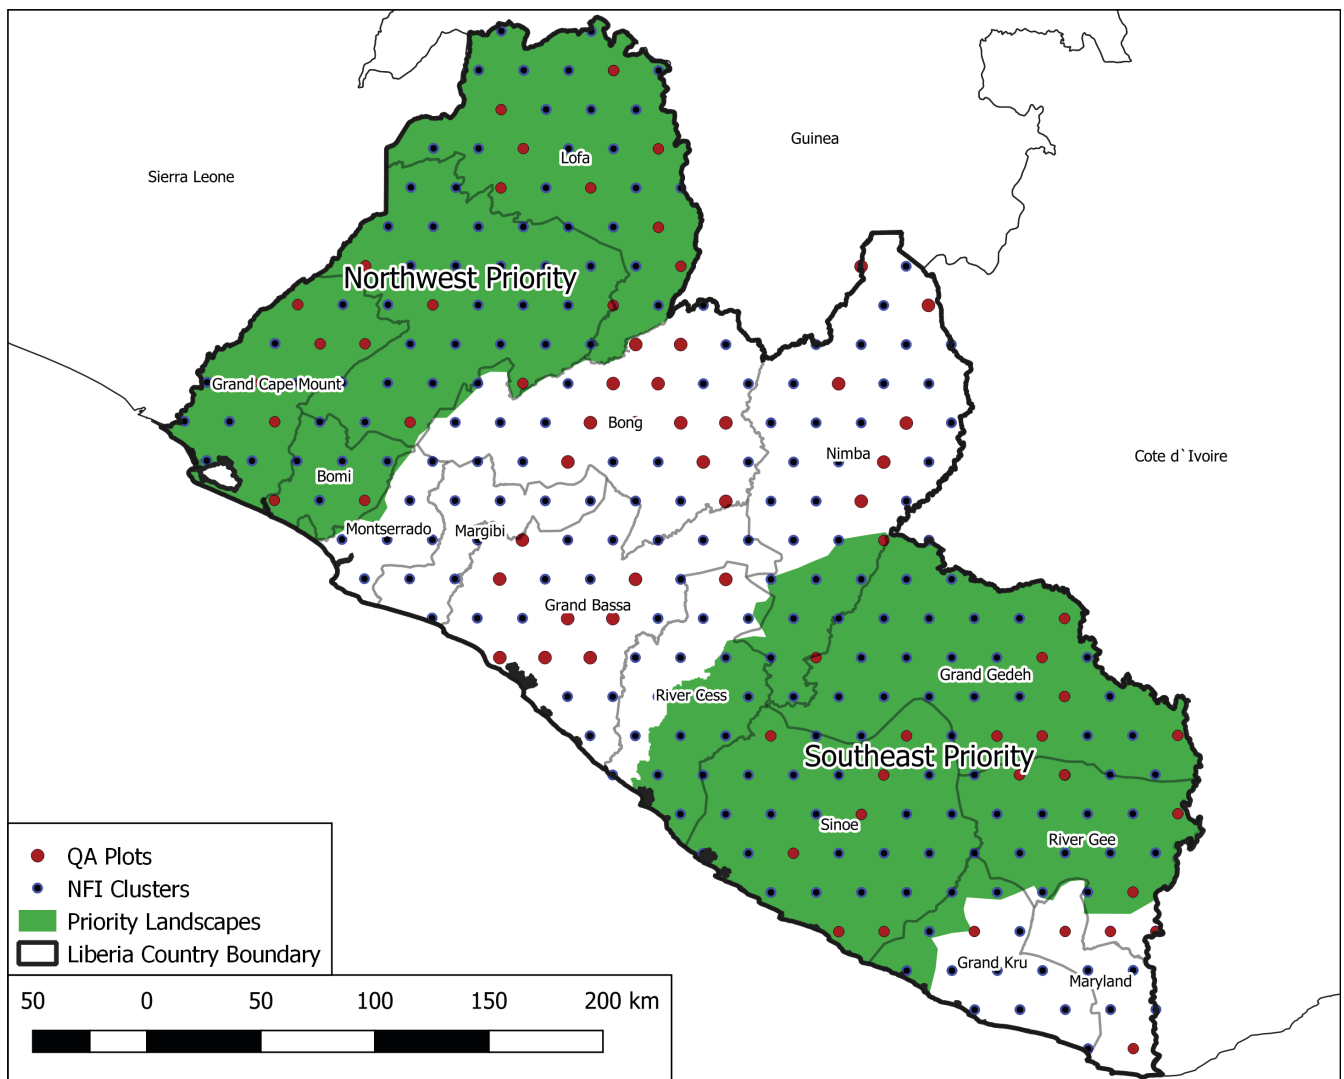 Guinea
Lofa
Sierra Leone
Northwest Priority
Grand Cape Mount
Bong
Nimba
Cote d`Ivoire
Bomi
Montserrado
Margibi
Grand Bassa
Grand Gedeh
River Cess
Southeast Priority
Sinoe
River Gee
Grand Kru
Maryland
QA Plots
NFI Clusters
Priority Landscapes
Liberia Country Boundary
50 0 50 100 150 200 km